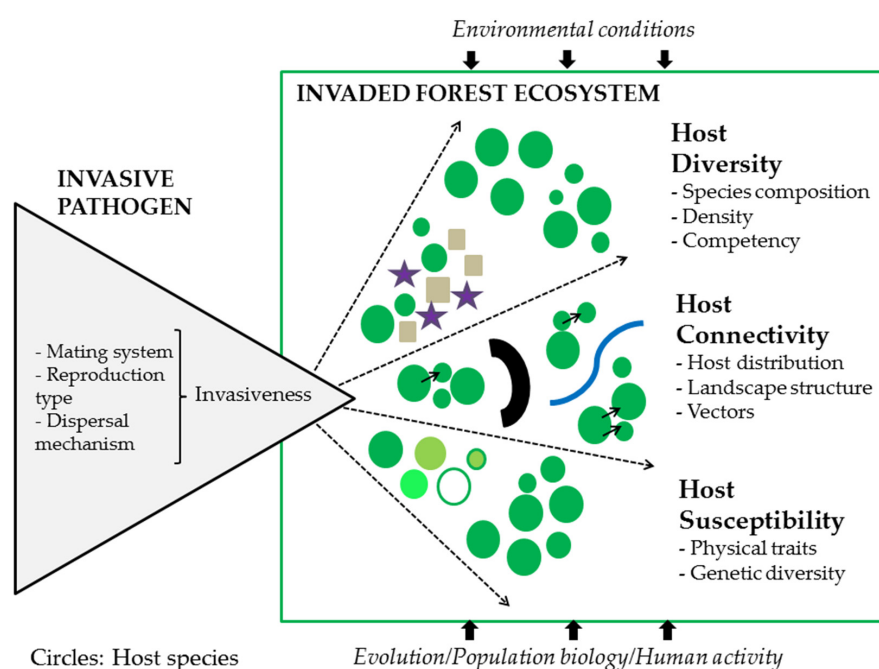 Environmental conditions
INVADED FOREST ECOSYSTEM
Host
Diversity
- Species composition
- Density
- Competency
INVASIVE
PATHOGEN
- Mating system
- Reproduction
type
- Dispersal
mechanism
Invasiveness
Host
Connectivity
- Host distribution
- Landscape structure
- Vectors
Host
Susceptibility
- Physical traits
- Genetic diversity
Circles: Host species
Evolution/Population biology/Human activity